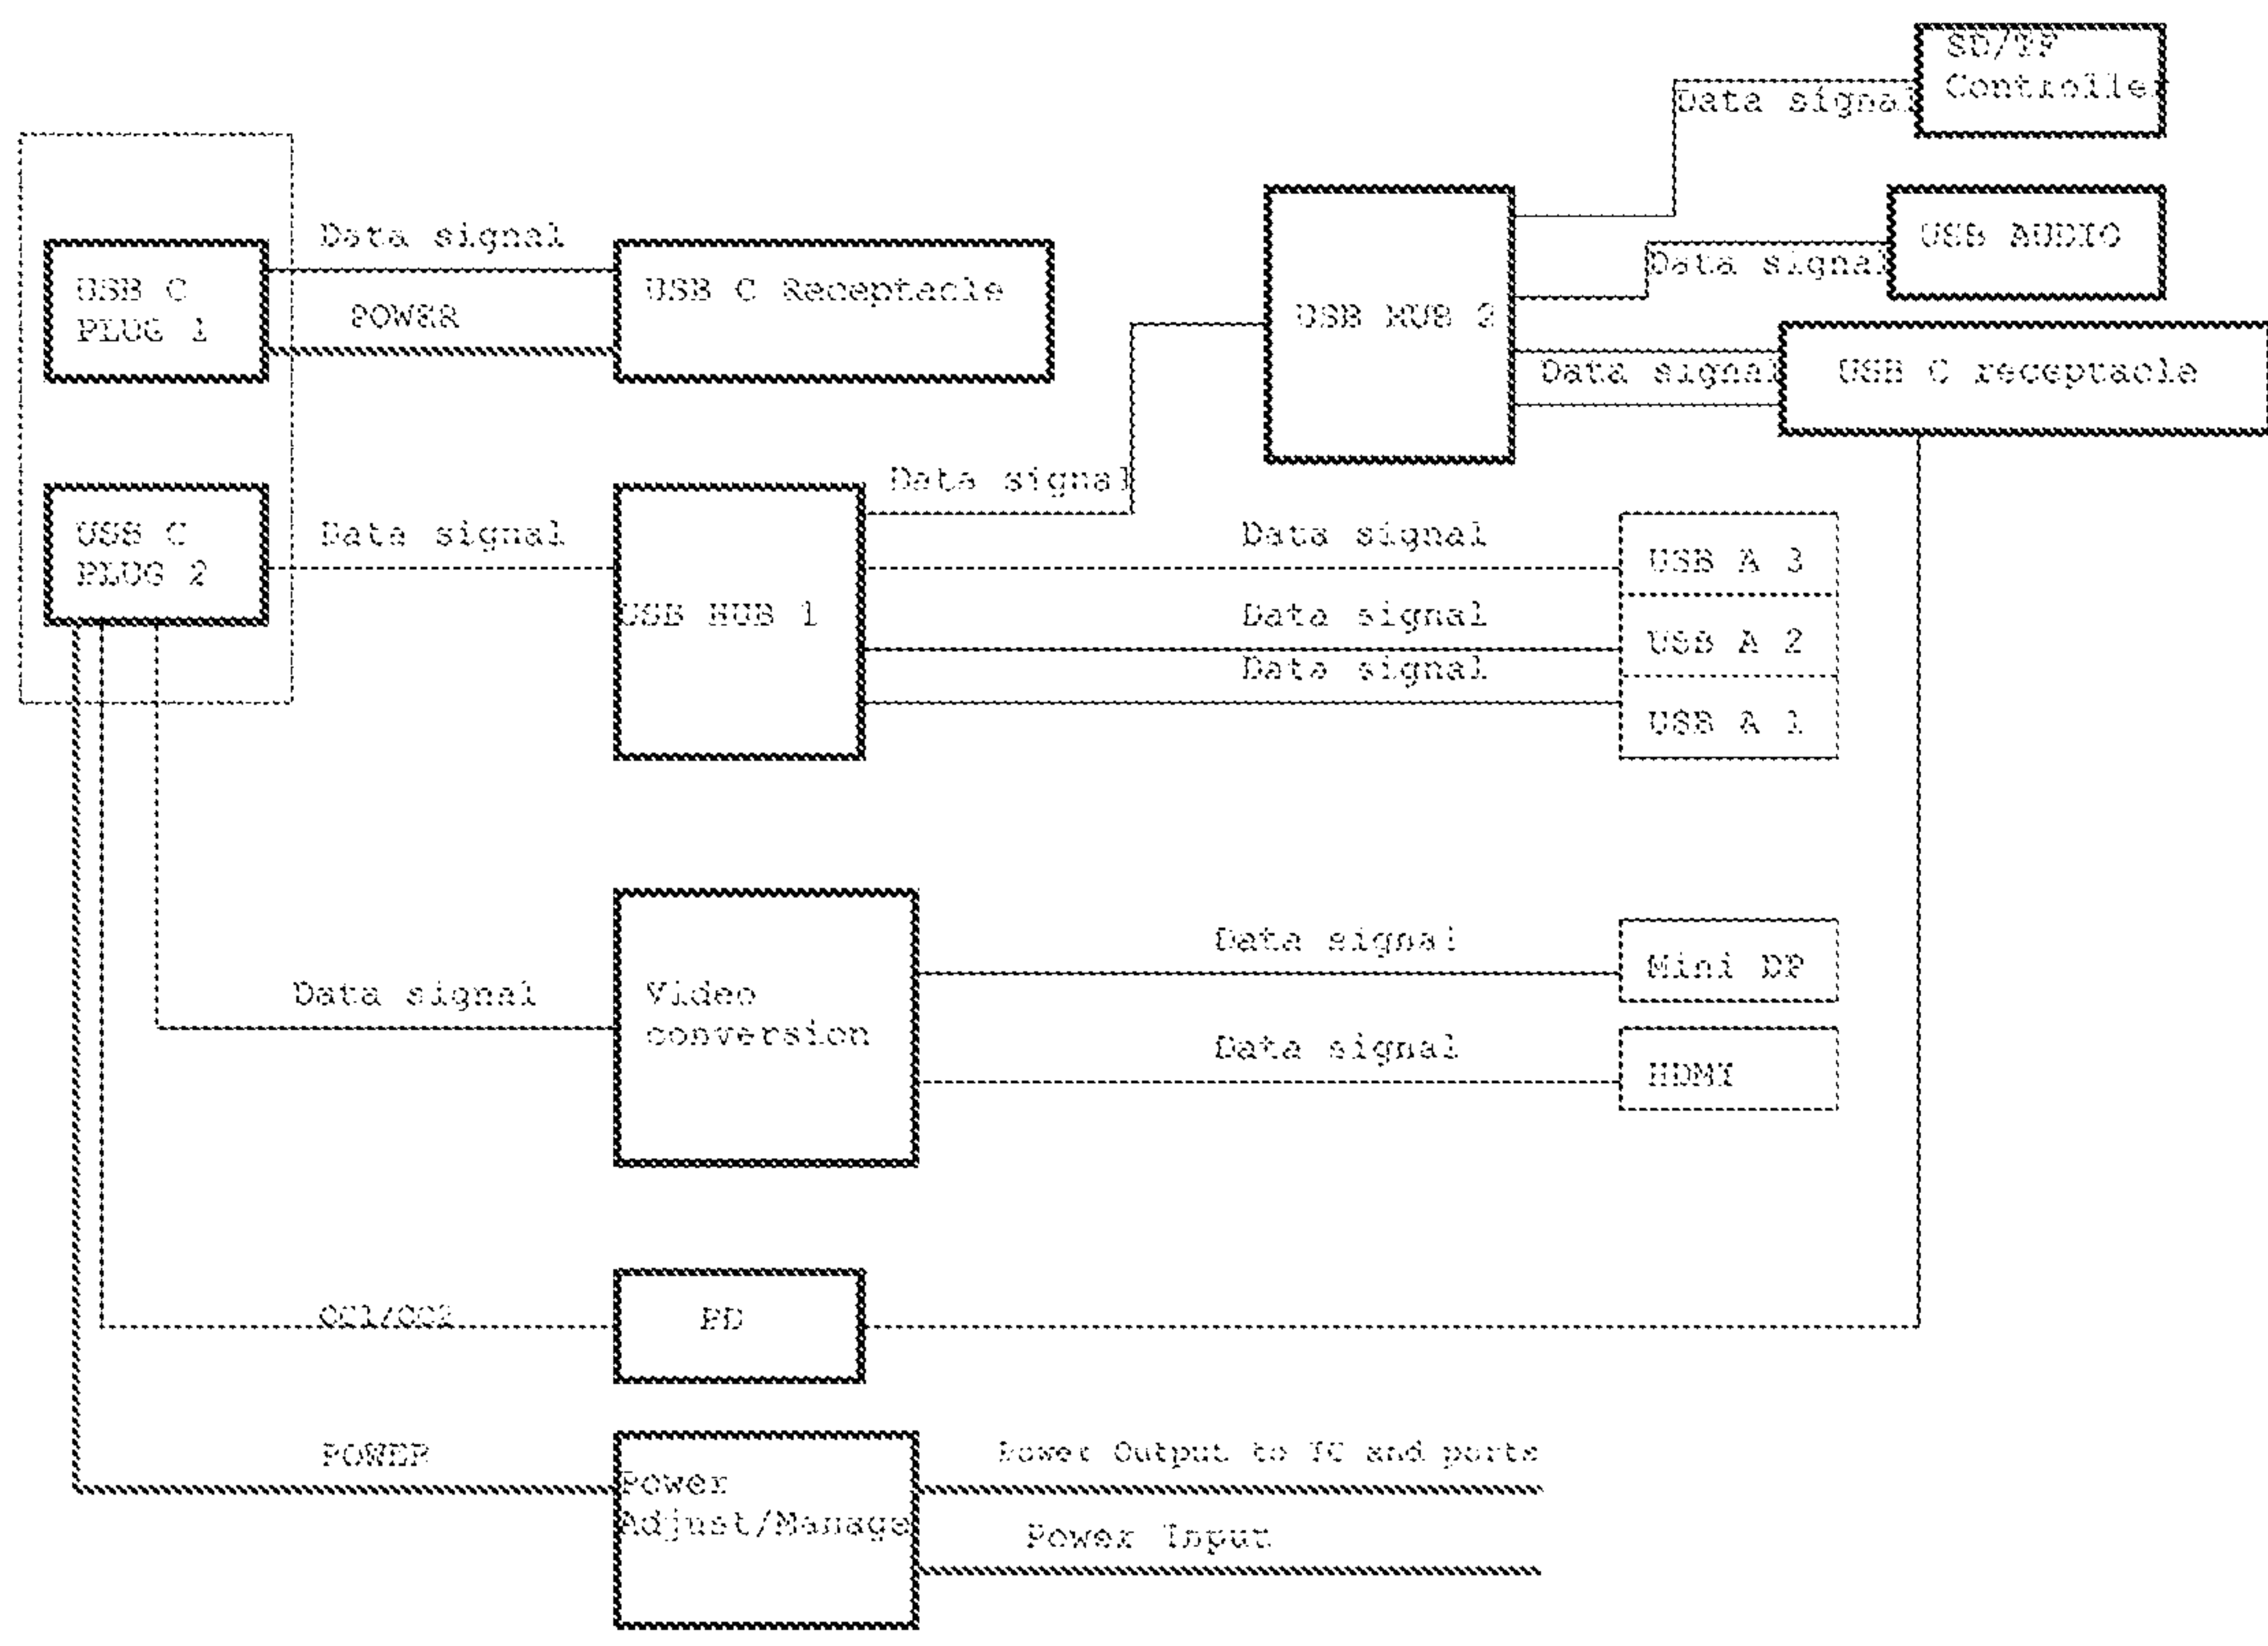 SD/TF
Controller
Data signal
USB AUDIO
Data signal
Data signal
USB C
PLUG 1
POWER
USB C Receptacle
USB HUB 2
Data signal
USB C receptacle
Data signal
USB C
PLUG 2
Data signal
USB HUB 1
Data signal
USB A 3
Data signal
USB A 2
Data signal
USB A 1
Data signal
Video
conversion
Data signal
Mini DP
Data signal
HDMI
CC1/CC2
PD
POWER
Power
Adjust/Manage
Power Output to IC and ports
Power Input